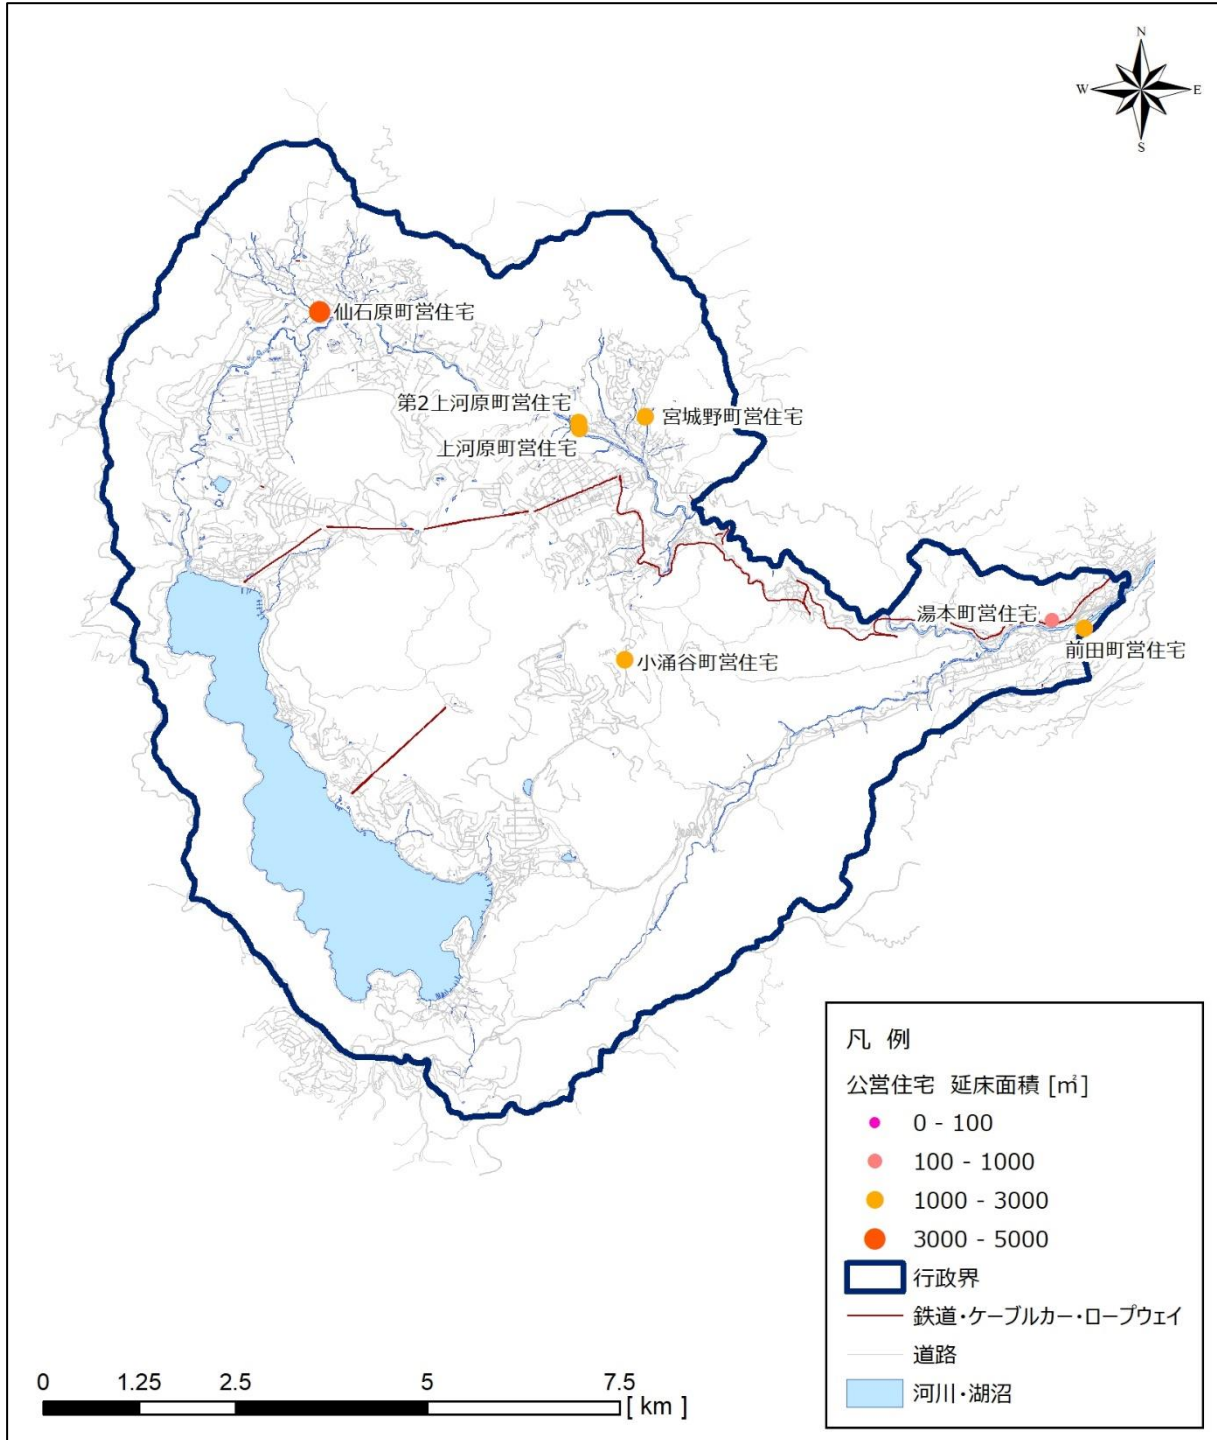 N
W
E
S
仙石原町営住宅
第2上河原町営住宅
宮城野町営住宅
上河原町営住宅
湯本町営住宅
前田町営住宅
小涌谷町営住宅
凡 例
公営住宅 延床面積 [㎡]
0 - 100
100 - 1000
1000 - 3000
3000 - 5000
行政界
鉄道・ケーブルカー・ロープウェイ
道路
河川・湖沼
0 1.25 2.5 5 7.5
[ km ]